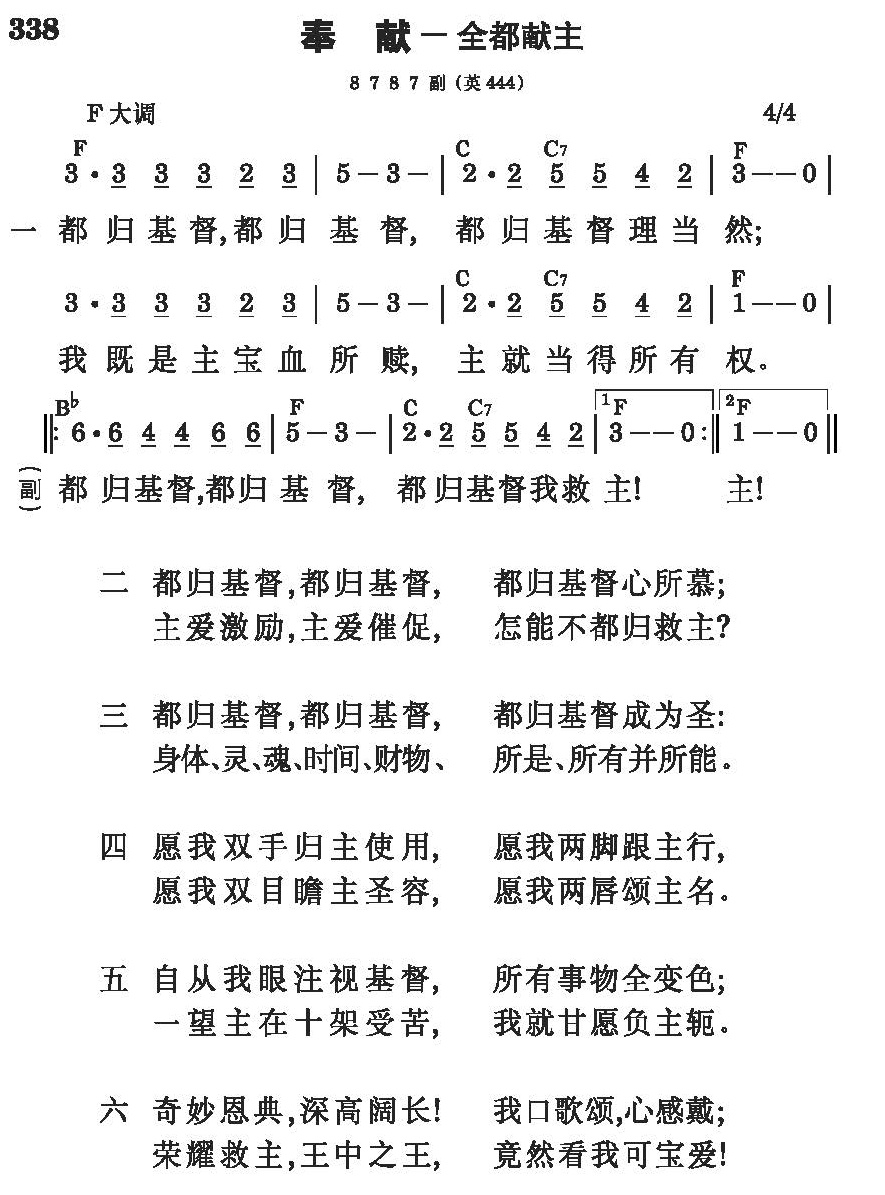 338
奉 献 — 全都献主
8 7 8 7 副 (英 444)
F 大调 4/4
F C C7 F
3 · 3 3 3 2 3 | 5 – 3 – | 2 · 2 5 5 4 2 | 3 – – 0 |
一 都归基督,都归基督, 都归基督理当然;
C C7 F
3 · 3 3 3 2 3 | 5 – 3 – | 2 · 2 5 5 4 2 | 1 – – 0 |
我既是主宝血所赎, 主就当得所有权。
B♭ F C C7 1 F 2 F
‖: 6 · 6 4 4 6 6 | 5 – 3 – | 2 · 2 5 5 4 2 | 3 – – 0 :‖ 1 – – 0 ‖
(副) 都归基督,都归基督, 都归基督我救主! 主!
二 都归基督,都归基督, 都归基督心所慕;
主爱激励,主爱催促, 怎能不都归救主?
三 都归基督,都归基督, 都归基督成为圣:
身体、灵、魂、时间、财物、 所是、所有并所能。
四 愿我双手归主使用, 愿我两脚跟主行,
愿我双目瞻主圣容, 愿我两唇颂主名。
五 自从我眼注视基督, 所有事物全变色;
一望主在十架受苦, 我就甘愿负主轭。
六 奇妙恩典,深高阔长! 我口歌颂,心感戴;
荣耀救主,王中之王, 竟然看我可宝爱!